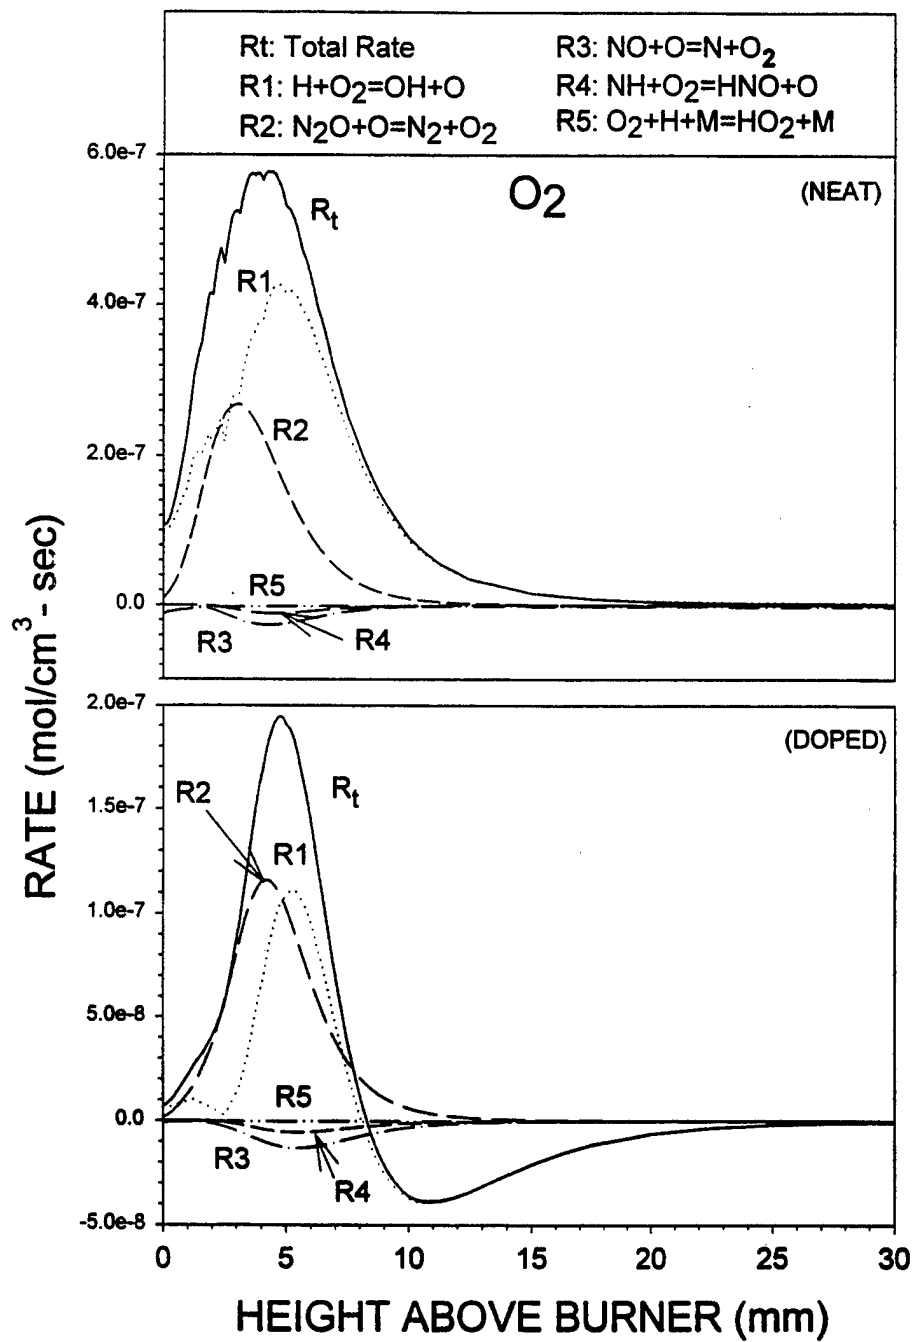 Rt: Total Rate
R1: H+O₂=OH+O
R2: N₂O+O=N₂+O₂
R3: NO+O=N+O₂
R4: NH+O₂=HNO+O
R5: O₂+H+M=HO₂+M
6.0e-7
4.0e-7
2.0e-7
0.0
O₂
(NEAT)
Rₜ
R1
R2
R5
R3
R4
RATE (mol/cm³- sec)
2.0e-7
1.5e-7
1.0e-7
5.0e-8
0.0
-5.0e-8
(DOPED)
R2
Rₜ
R1
R5
R3
R4
0 5 10 15 20 25 30
HEIGHT ABOVE BURNER (mm)